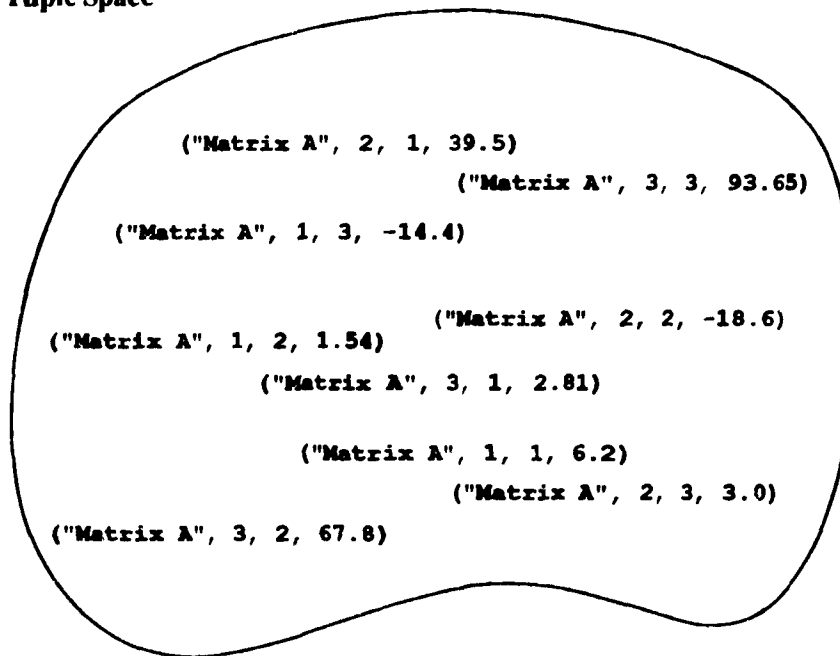 Tuple Space
("Matrix A", 2, 1, 39.5)
("Matrix A", 3, 3, 93.65)
("Matrix A", 1, 3, -14.4)
("Matrix A", 2, 2, -18.6)
("Matrix A", 1, 2, 1.54)
("Matrix A", 3, 1, 2.81)
("Matrix A", 1, 1, 6.2)
("Matrix A", 2, 3, 3.0)
("Matrix A", 3, 2, 67.8)